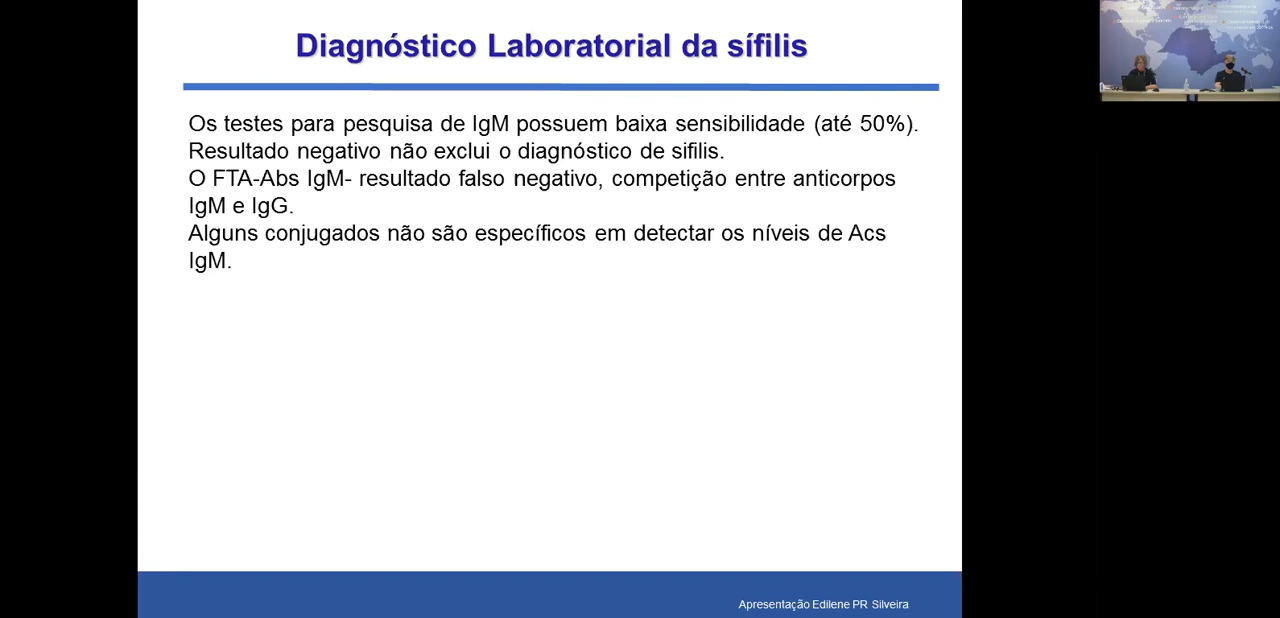 Diagnóstico Laboratorial da sífilis
Os testes para pesquisa de IgM possuem baixa sensibilidade (até 50%).
Resultado negativo não exclui o diagnóstico de sifilis.
O FTA-Abs IgM- resultado falso negativo, competição entre anticorpos
IgM e IgG.
Alguns conjugados não são específicos em detectar os níveis de Acs
IgM.
Apresentação Edilene PR Silveira